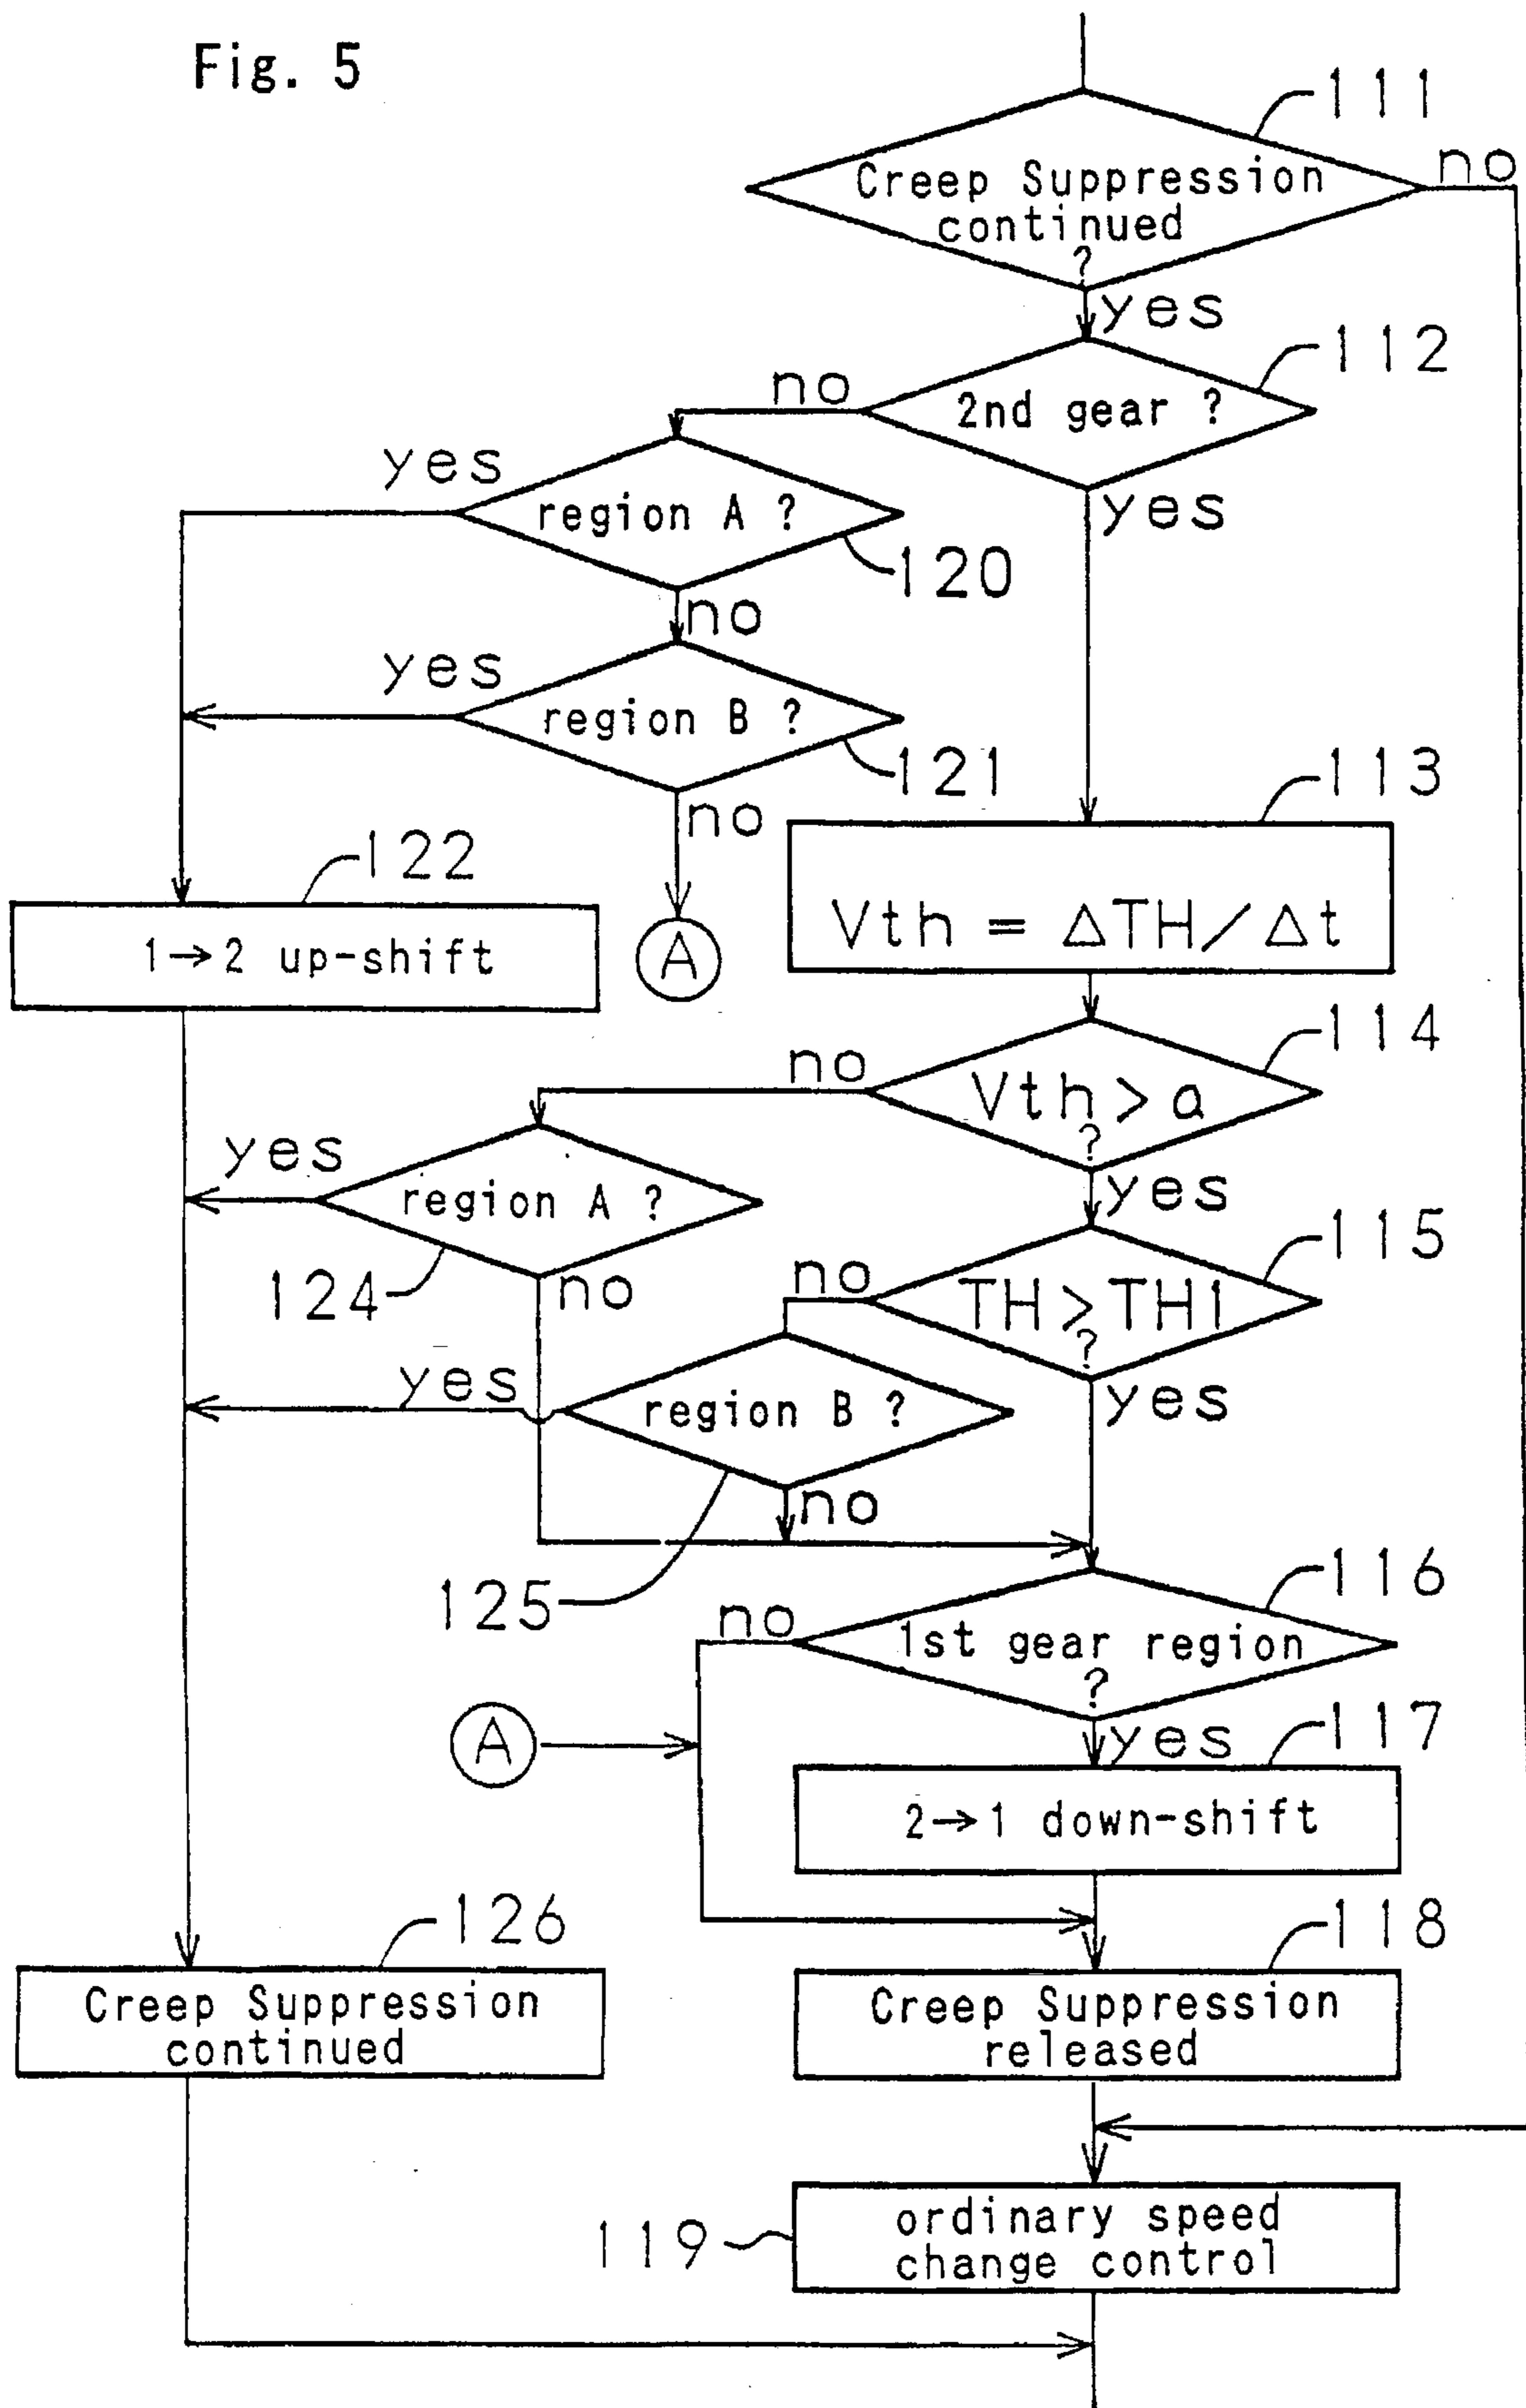 Fig. 5
111
Creep Suppression
continued
?
no
yes
112
2nd gear ?
no
yes
region A ?
yes
120
no
region B ?
yes
121
no
A
122
1→2 up-shift
113
Vth = ΔTH/Δt
114
Vth>a
?
no
yes
region A ?
yes
124
no
115
TH>TH1
?
no
yes
region B ?
yes
125
no
116
1st gear region
?
no
yes
A
117
2→1 down-shift
126
Creep Suppression
continued
118
Creep Suppression
released
119
ordinary speed
change control